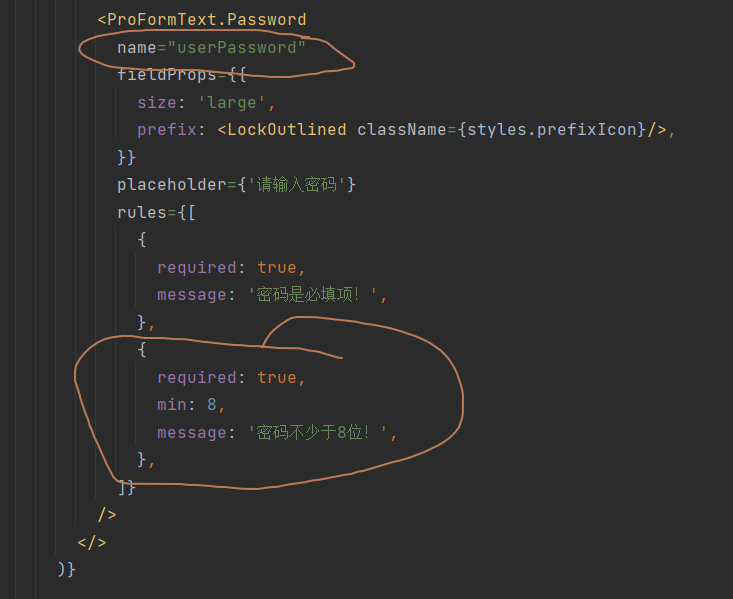 <ProFormText.Password
name="userPassword"
fieldProps={{
size: 'large',
prefix: <LockOutlined className={styles.prefixIcon}/>,
}}
placeholder={'请输入密码'}
rules={[
{
required: true,
message: '密码是必填项！',
},
{
required: true,
min: 8,
message: '密码不少于8位！',
},
]}
/>
</>
)}